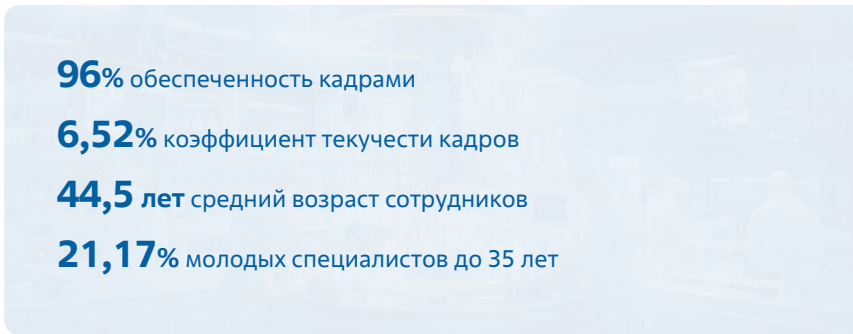 96% обеспеченность кадрами
6,52% коэффициент текучести кадров
44,5 лет средний возраст сотрудников
21,17% молодых специалистов до 35 лет